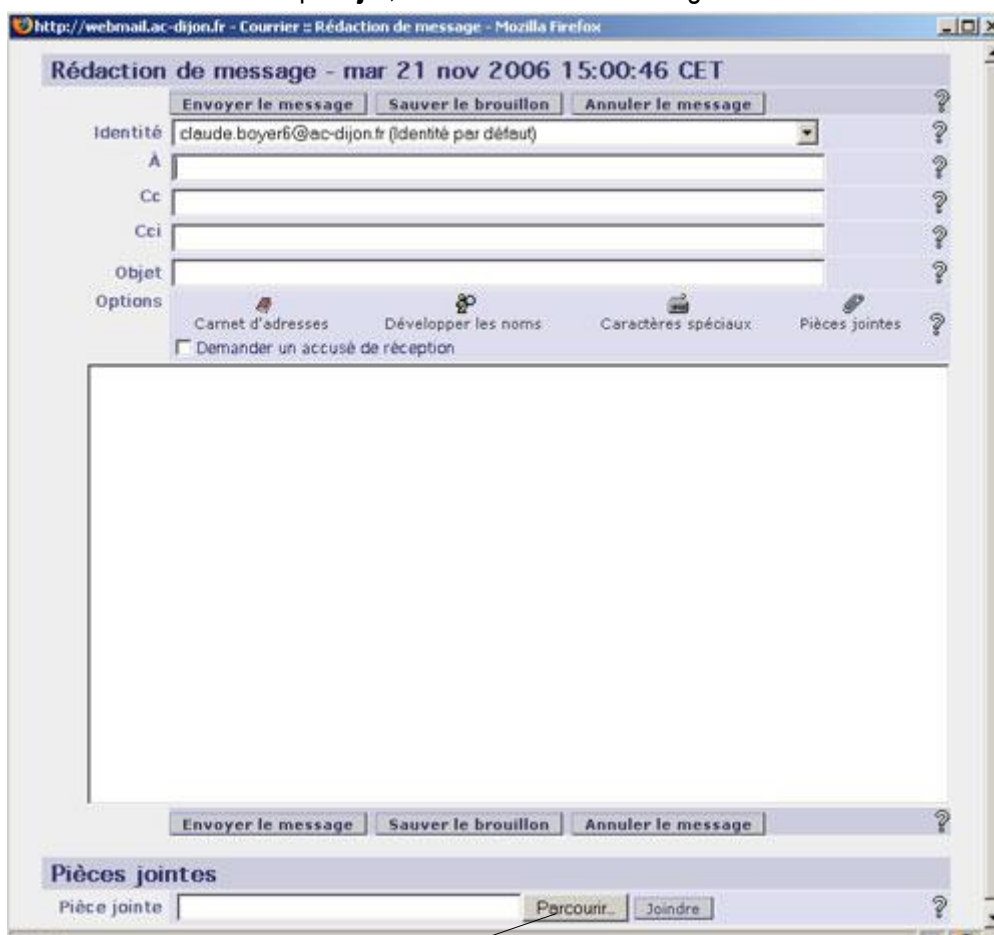 http://webmail.ac-dijon.fr - Courrier :: Rédaction de message - Mozilla Firefox
Rédaction de message - mar 21 nov 2006 15:00:46 CET
Envoyer le message Sauver le brouillon Annuler le message ?
Identité claude.boyer6@ac-dijon.fr (Identité par défaut) ?
À ?
Cc ?
Cci ?
Objet ?
Options
Carnet d'adresses Développer les noms Caractères spéciaux Pièces jointes ?
Demander un accusé de réception
Envoyer le message Sauver le brouillon Annuler le message ?
Pièces jointes
Pièce jointe Parcourir... Joindre ?